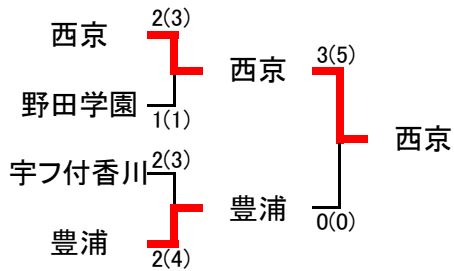 2(3)
西京
3(5)
西京
野田学園
1(1)
西京
2(3)
宇フ付香川
豊浦
0(0)
豊浦
2(4)